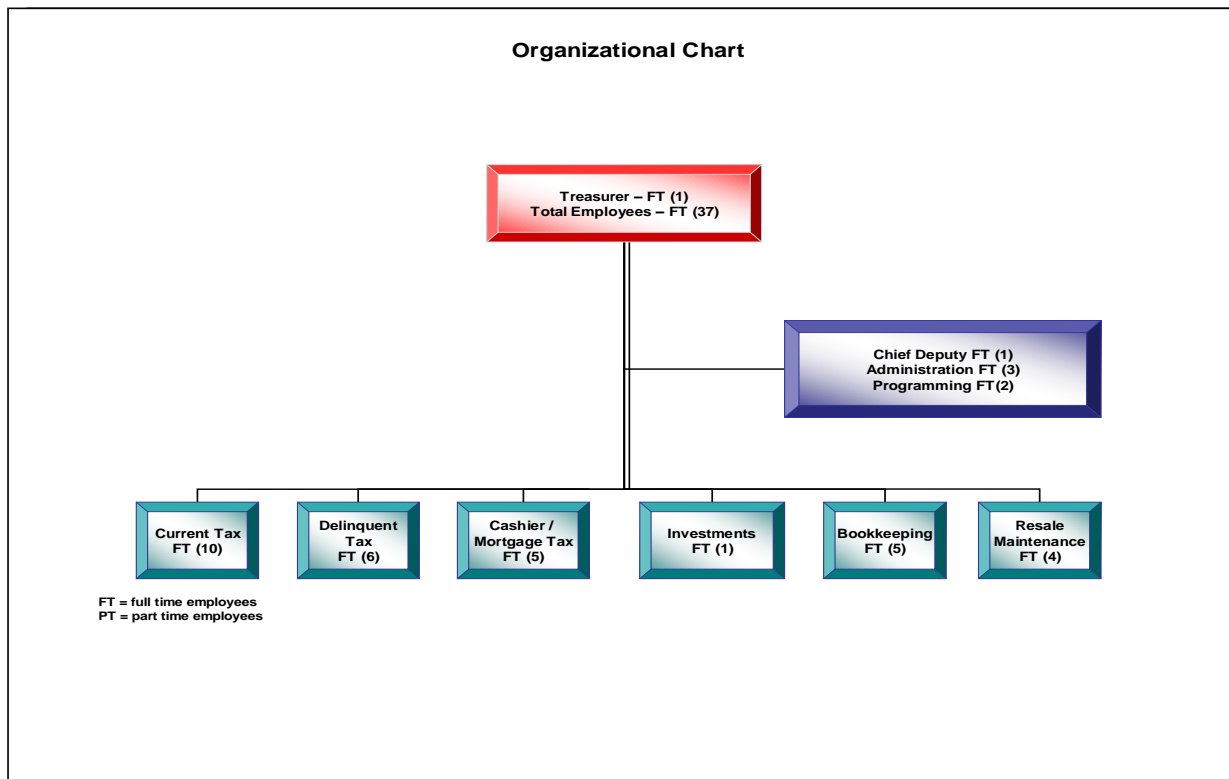 Organizational Chart
Treasurer – FT (1)
Total Employees – FT (37)
Chief Deputy FT (1)
Administration FT (3)
Programming FT(2)
Current Tax
FT (10)
Delinquent
Tax
FT (6)
Cashier /
Mortgage Tax
FT (5)
Investments
FT (1)
Bookkeeping
FT (5)
Resale
Maintenance
FT (4)
FT = full time employees
PT = part time employees